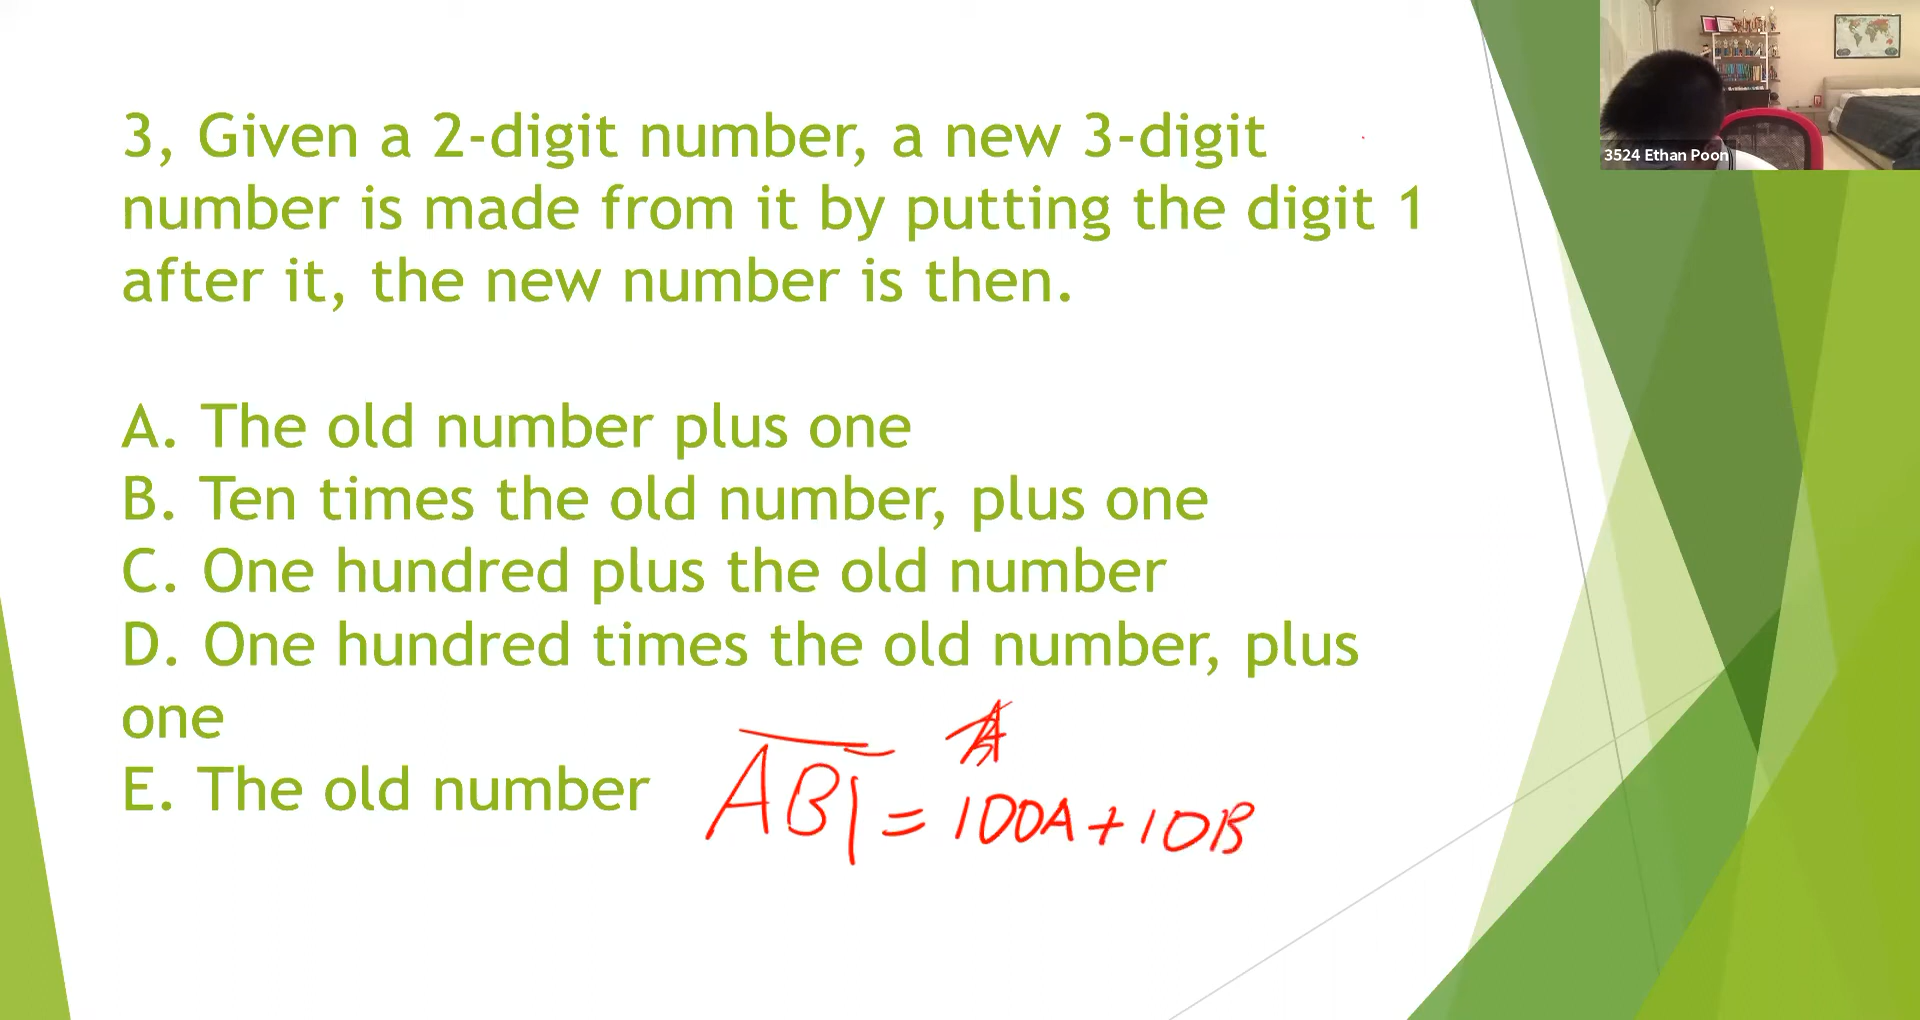 3, Given a 2-digit number, a new 3-digit
number is made from it by putting the digit 1
after it, the new number is then.
A. The old number plus one
B. Ten times the old number, plus one
C. One hundred plus the old number
D. One hundred times the old number, plus
one
E. The old number
AB1 = 100A + 10B
3524 Ethan Poon